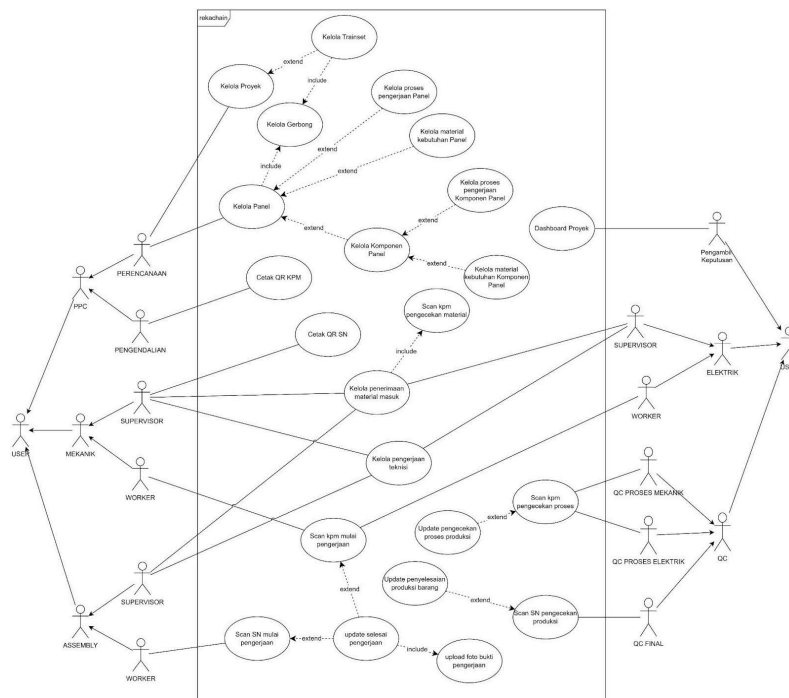 rekachain
Kelola Trainset
extend
Kelola Proyek
include
Kelola proses
pengerjaan Panel
Kelola Gerbong
extend
Kelola material
kebutuhan Panel
include
extend
Kelola proses
pengerjaan
Komponen Panel
Kelola Panel
extend
extend
Kelola Komponen
Panel
Dashboard Proyek
Pengambil
Keputusan
extend
Kelola material
kebutuhan Komponen
Panel
PERENCANAAN
PPC
Cetak QR KPM
PENGENDALIAN
Scan kpm
pengecekan material
Cetak QR SN
include
SUPERVISOR
ELEKTRIK
Kelola penerimaan
material masuk
SUPERVISOR
WORKER
USER
MEKANIK
Kelola pengerjaan
teknisi
WORKER
Scan kpm
pengecekan proses
QC PROSES MEKANIK
extend
Update pengecekan
proses produksi
Scan kpm mulai
pengerjaan
QC PROSES ELEKTRIK
QC
SUPERVISOR
Update penyelesaian
produksi barang
extend
extend
Scan SN pengecekan
produksi
QC FINAL
ASSEMBLY
Scan SN mulai
pengerjaan
extend
update selesai
pengerjaan
include
upload foto bukti
pengerjaan
WORKER